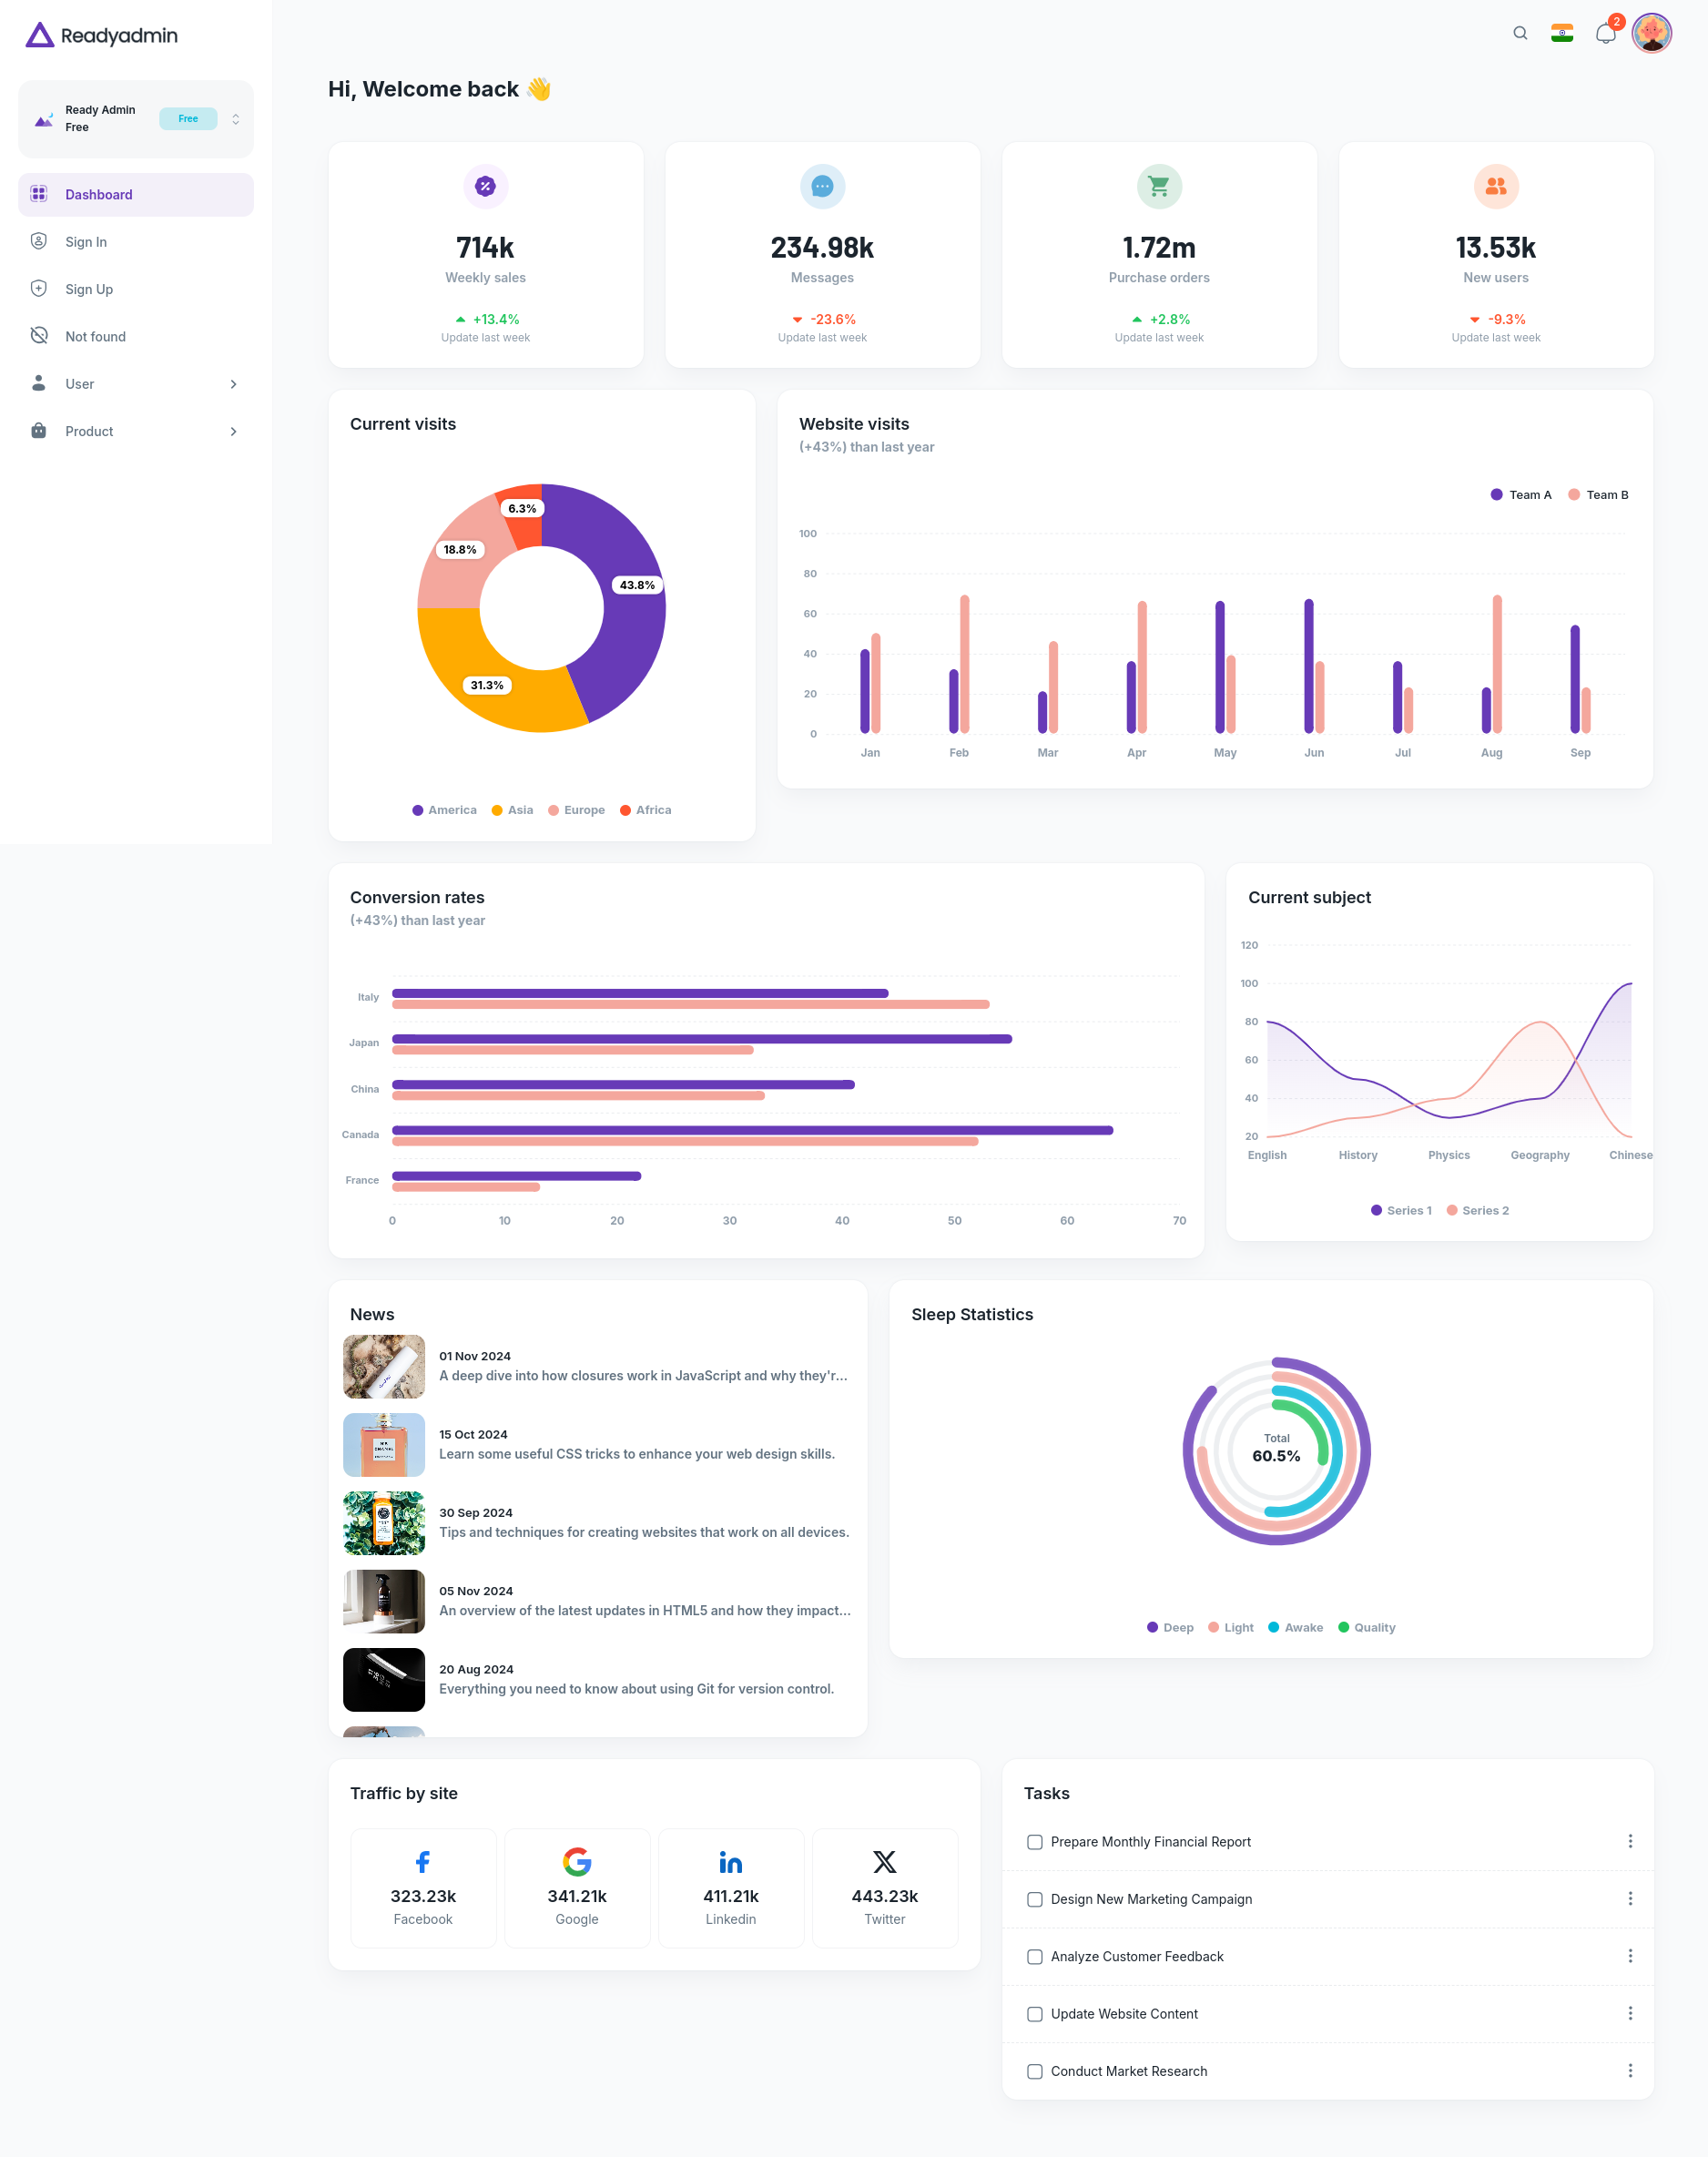 Readyadmin
2
Ready Admin
Free
Free
Dashboard
Sign In
Sign Up
Not found
User
Product
Hi, Welcome back 👋
714k
Weekly sales
+13.4%
Update last week
234.98k
Messages
-23.6%
Update last week
1.72m
Purchase orders
+2.8%
Update last week
13.53k
New users
-9.3%
Update last week
Current visits
6.3%
18.8%
43.8%
31.3%
America Asia Europe Africa
Website visits
(+43%) than last year
Team A Team B
100
80
60
40
20
0
Jan Feb Mar Apr May Jun Jul Aug Sep
Conversion rates
(+43%) than last year
Italy
Japan
China
Canada
France
0 10 20 30 40 50 60 70
Current subject
120
100
80
60
40
20
English History Physics Geography Chinese
Series 1 Series 2
News
01 Nov 2024
A deep dive into how closures work in JavaScript and why they'r...
15 Oct 2024
Learn some useful CSS tricks to enhance your web design skills.
30 Sep 2024
Tips and techniques for creating websites that work on all devices.
05 Nov 2024
An overview of the latest updates in HTML5 and how they impact...
20 Aug 2024
Everything you need to know about using Git for version control.
Sleep Statistics
Total
60.5%
Deep Light Awake Quality
Traffic by site
323.23k
Facebook
341.21k
Google
411.21k
Linkedin
443.23k
Twitter
Tasks
Prepare Monthly Financial Report
Design New Marketing Campaign
Analyze Customer Feedback
Update Website Content
Conduct Market Research